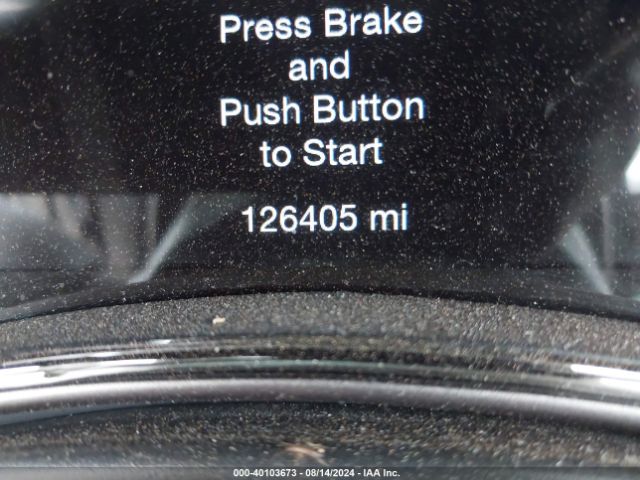 Press Brake
and
Push Button
to Start
126405 mi
000-40103673 - 08/14/2024 - IAA Inc.